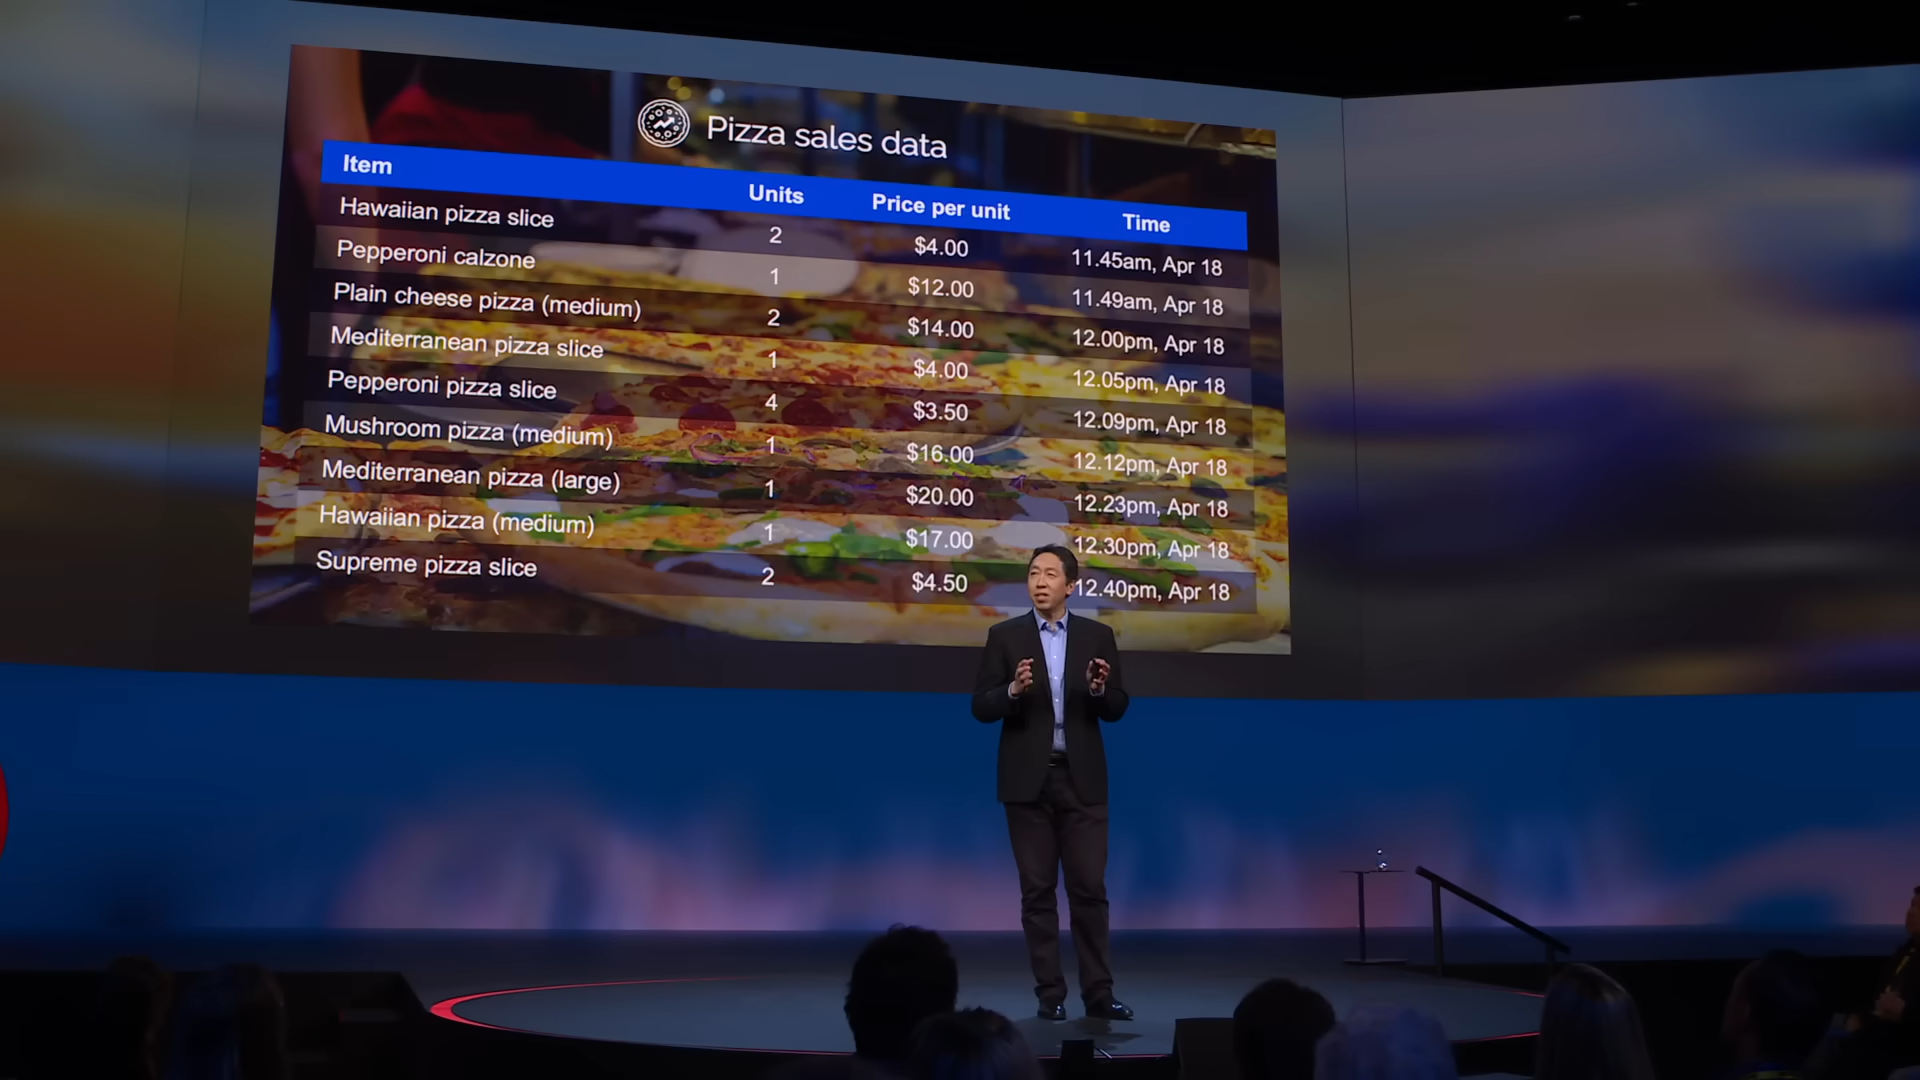 Pizza sales data
Item Units Price per unit Time
Hawaiian pizza slice 2 $4.00 11.45am, Apr 18
Pepperoni calzone 1 $12.00 11.49am, Apr 18
Plain cheese pizza (medium) 2 $14.00 12.00pm, Apr 18
Mediterranean pizza slice 1 $4.00 12.05pm, Apr 18
Pepperoni pizza slice 4 $3.50 12.09pm, Apr 18
Mushroom pizza (medium) 1 $16.00 12.12pm, Apr 18
Mediterranean pizza (large) 1 $20.00 12.23pm, Apr 18
Hawaiian pizza (medium) 1 $17.00 12.30pm, Apr 18
Supreme pizza slice 2 $4.50 12.40pm, Apr 18